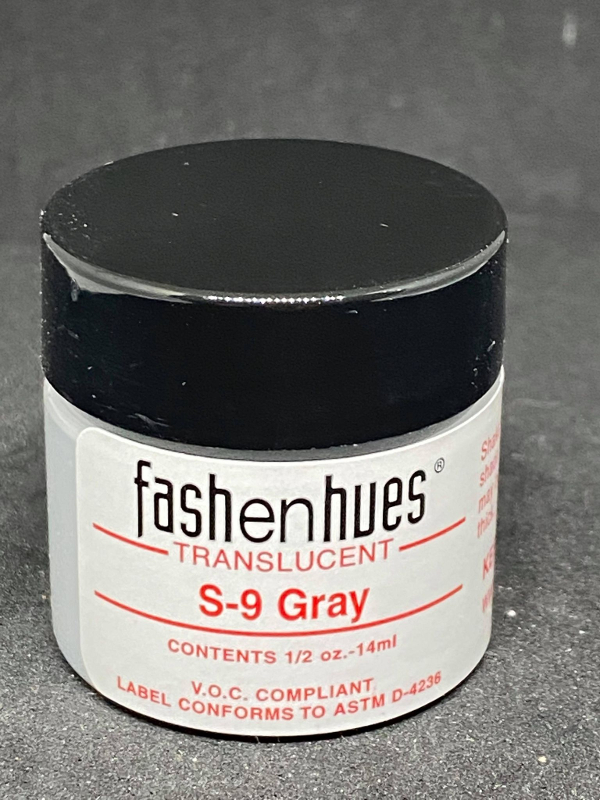 fashenhues®
TRANSLUCENT
S-9 Gray
CONTENTS 1/2 oz.-14ml
V.O.C. COMPLIANT
LABEL CONFORMS TO ASTM D-4236